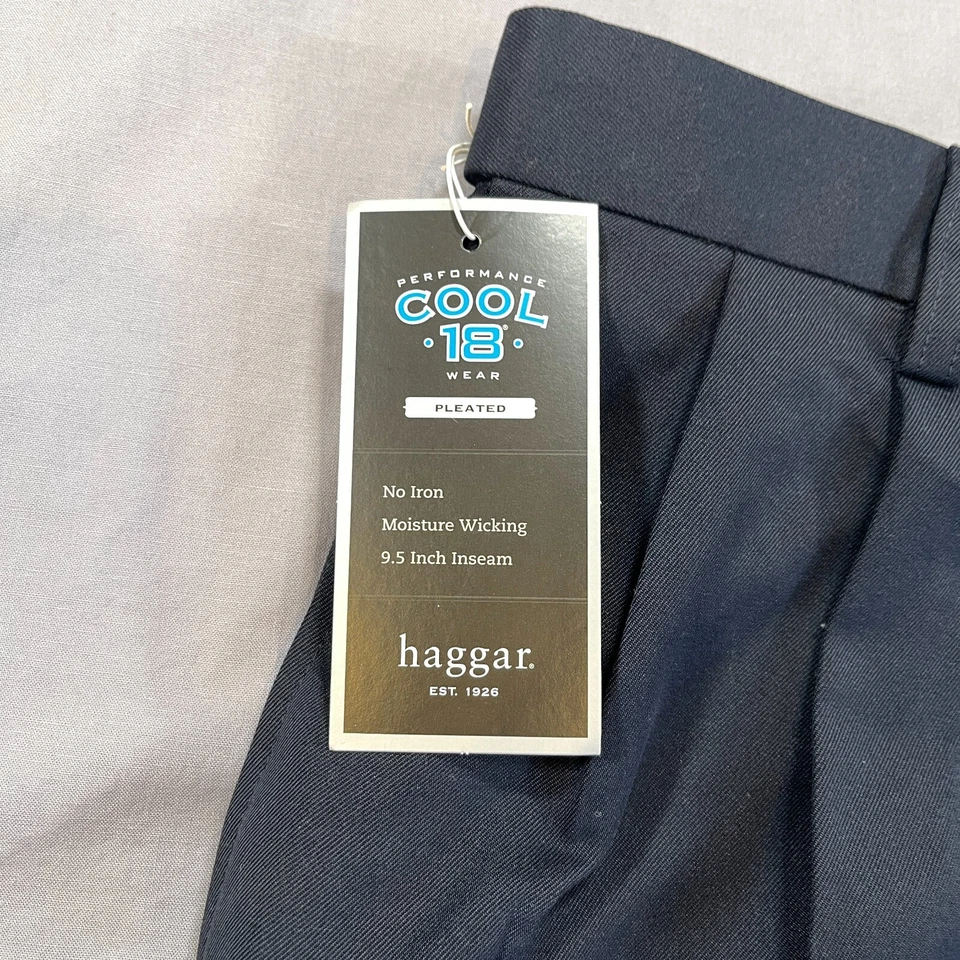 PERFORMANCE
COOL
·18®·
WEAR
PLEATED
No Iron
Moisture Wicking
9.5 Inch Inseam
haggar.
EST. 1926